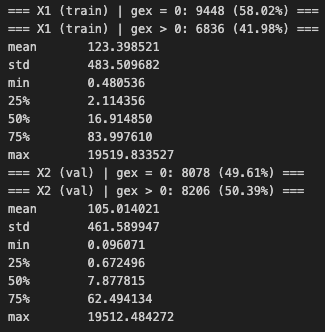 === X1 (train) | gex = 0: 9448 (58.02%) ===
=== X1 (train) | gex > 0: 6836 (41.98%) ===
mean 123.398521
std 483.509682
min 0.480536
25% 2.114356
50% 16.914850
75% 83.997610
max 19519.833527
=== X2 (val) | gex = 0: 8078 (49.61%) ===
=== X2 (val) | gex > 0: 8206 (50.39%) ===
mean 105.014021
std 461.589947
min 0.096071
25% 0.672496
50% 7.877815
75% 62.494134
max 19512.484272